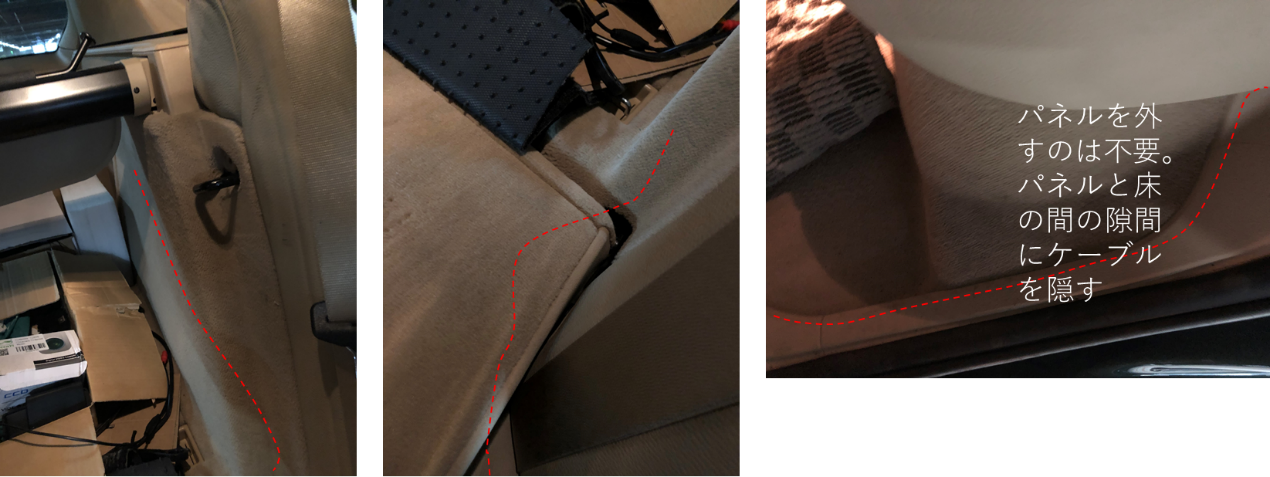 パネルを外
すのは不要。
パネルと床
の間の隙間
にケーブル
を隠す